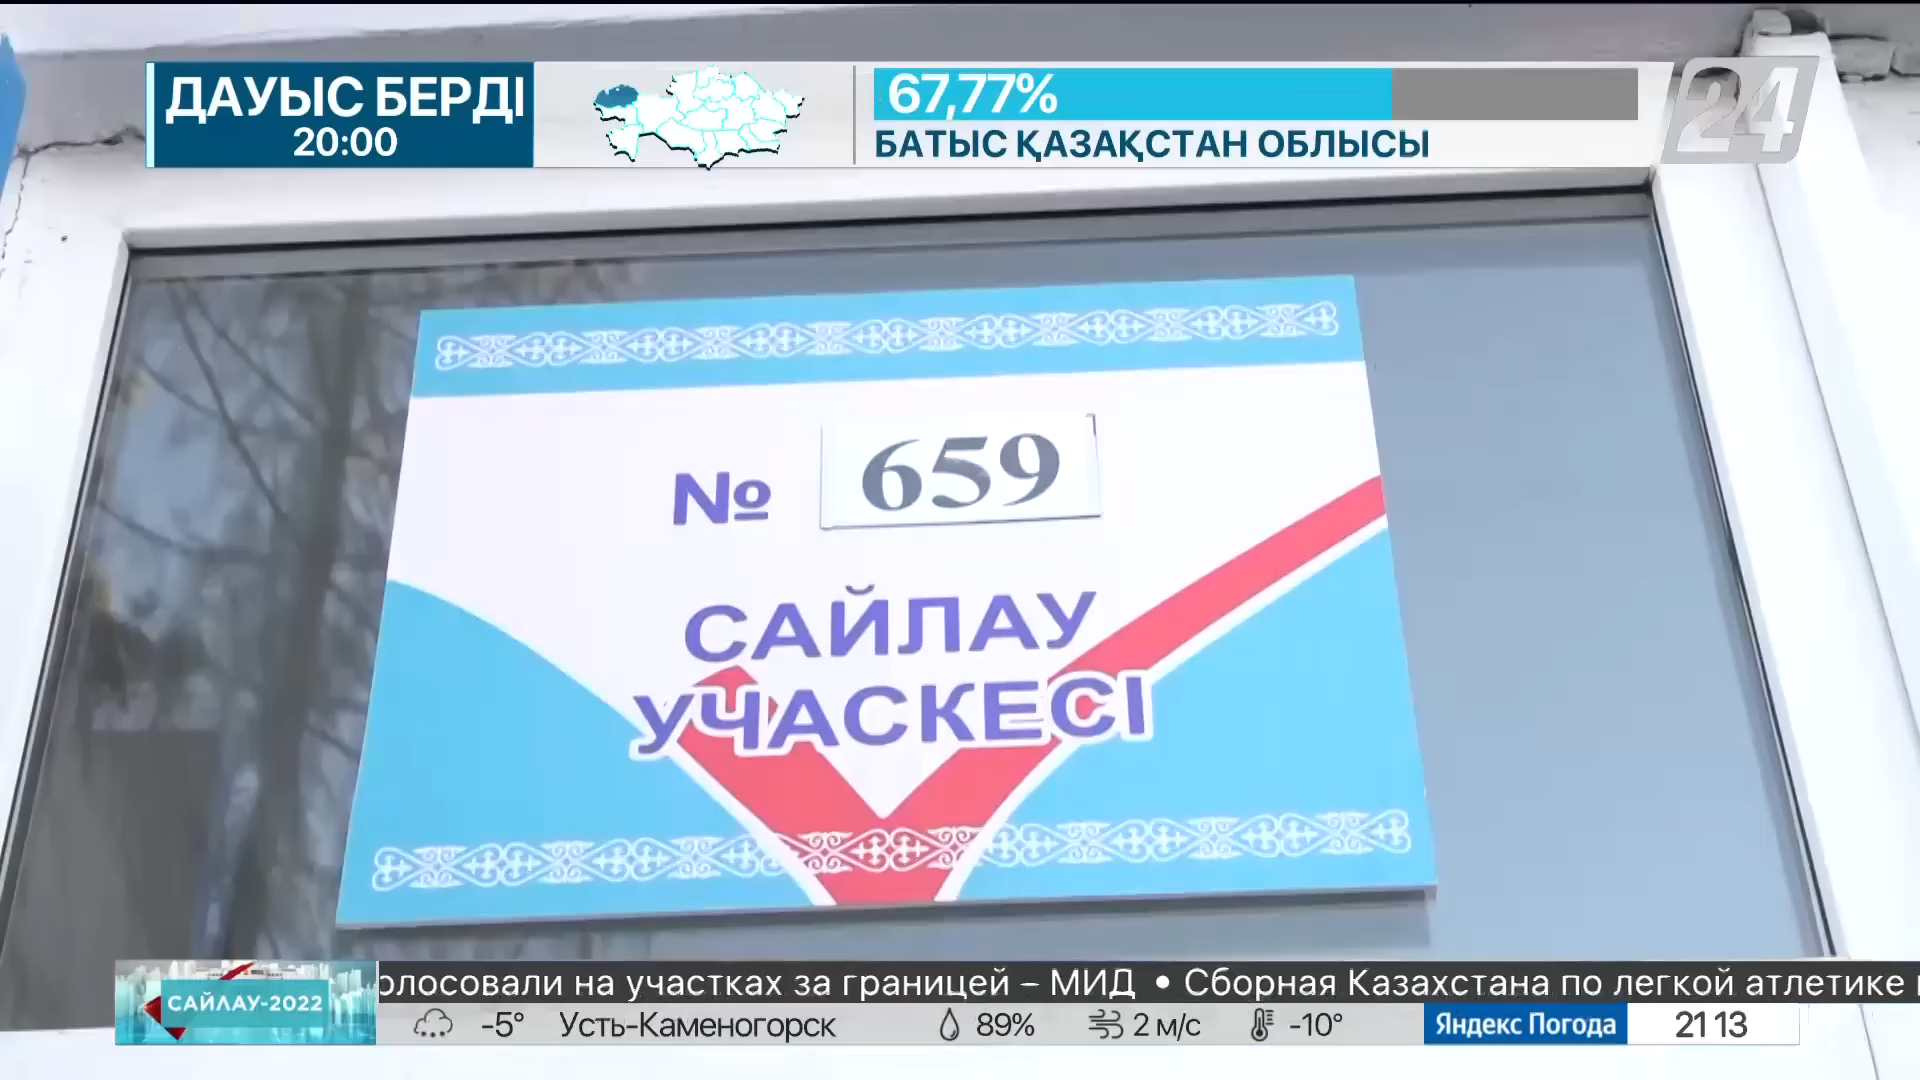 ДАУЫС БЕРДІ
20:00
67,77%
БАТЫС ҚАЗАҚСТАН ОБЛЫСЫ
24
№ 659
САЙЛАУ
УЧАСКЕСІ
САЙЛАУ-2022
олосовали на участках за границей – МИД • Сборная Казахстана по легкой атлетике
-5° Усть-Каменогорск 89% 2 м/с -10° Яндекс Погода 21 13